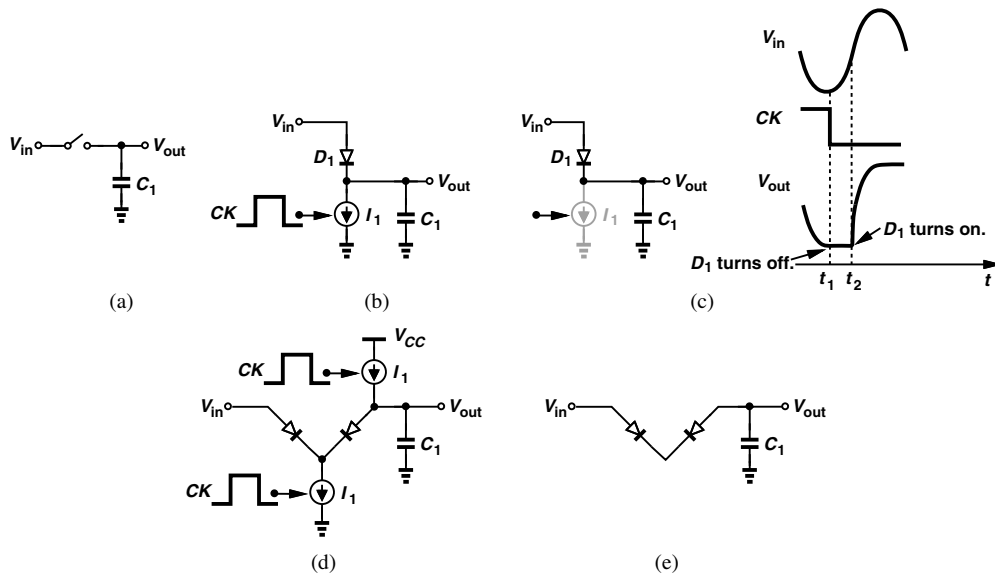 V_in
V_out
C_1
(a)
V_in
D_1
V_out
CK
I_1
C_1
(b)
V_in
D_1
V_out
I_1
C_1
V_in
CK
V_out
D_1 turns on.
D_1 turns off.
t_1
t_2
t
(c)
V_CC
CK
I_1
V_in
V_out
C_1
CK
I_1
(d)
V_in
V_out
C_1
(e)